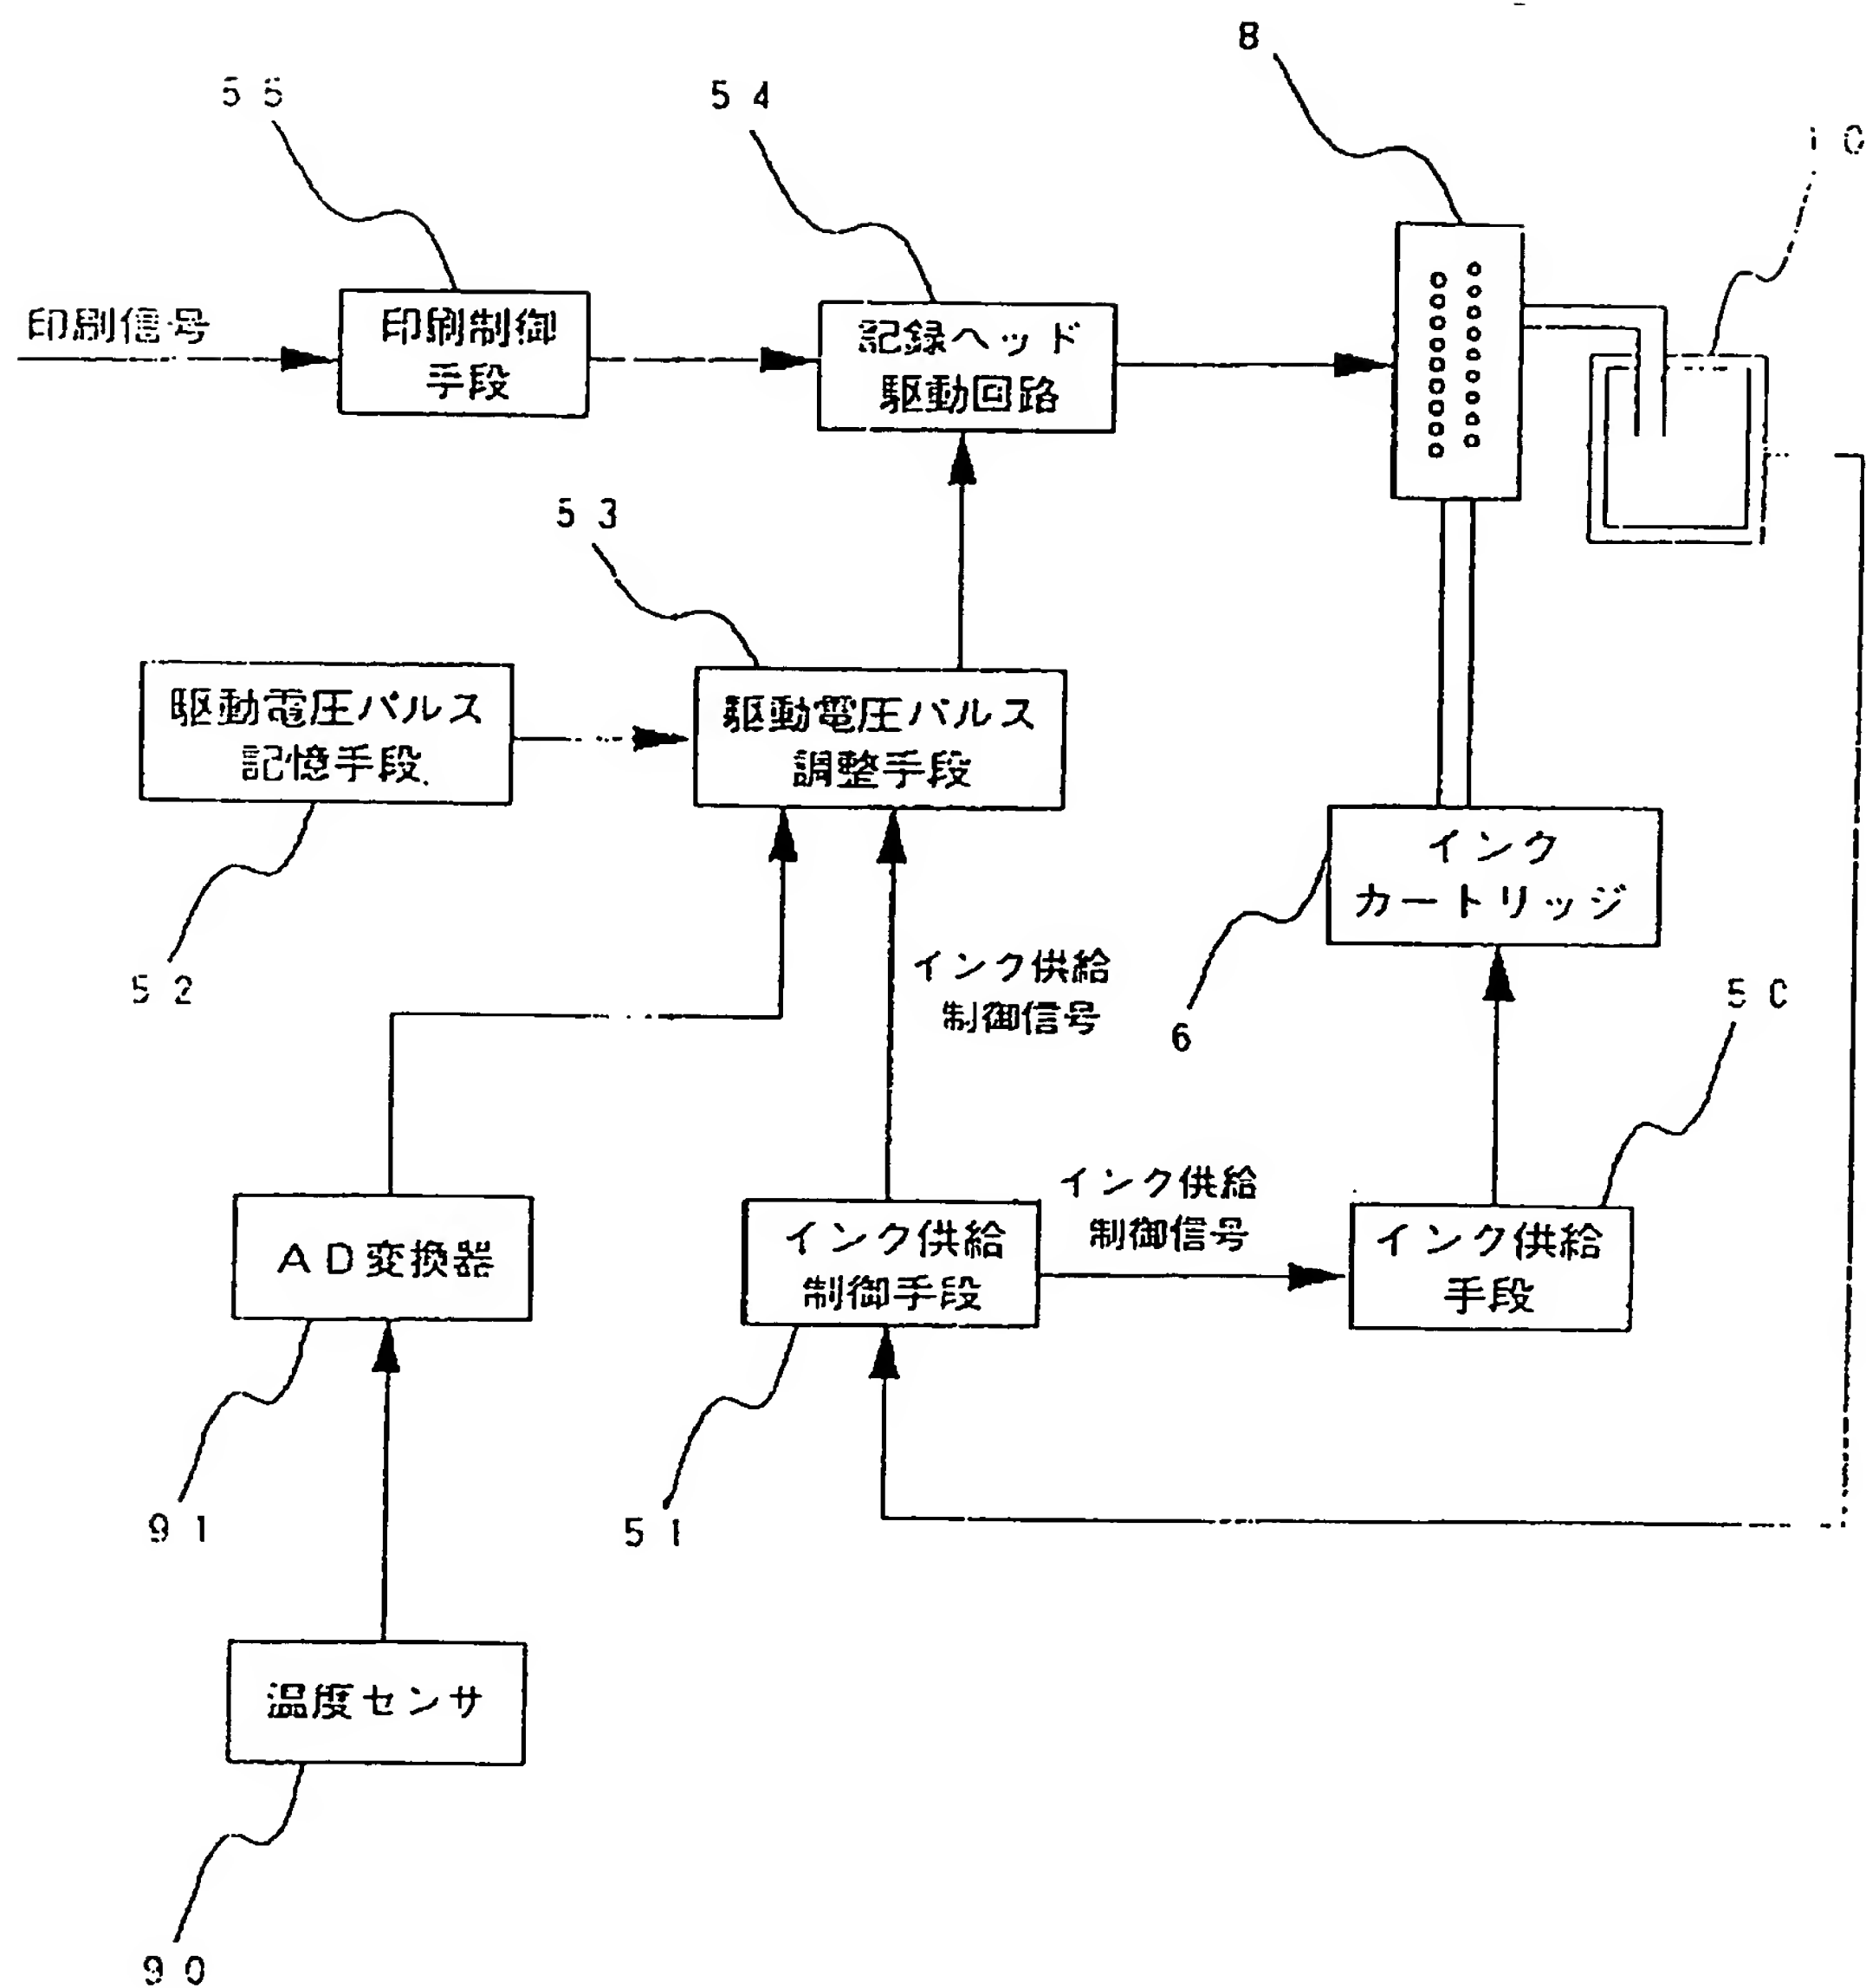 8
55
54
10
印刷信号
印刷制御
手段
記録ヘッド
駆動回路
53
駆動電圧パルス
記憶手段
駆動電圧パルス
調整手段
インク
カートリッジ
52
インク供給
制御信号
6
50
インク供給
制御信号
AD変換器
インク供給
制御手段
インク供給
手段
91
51
温度センサ
90